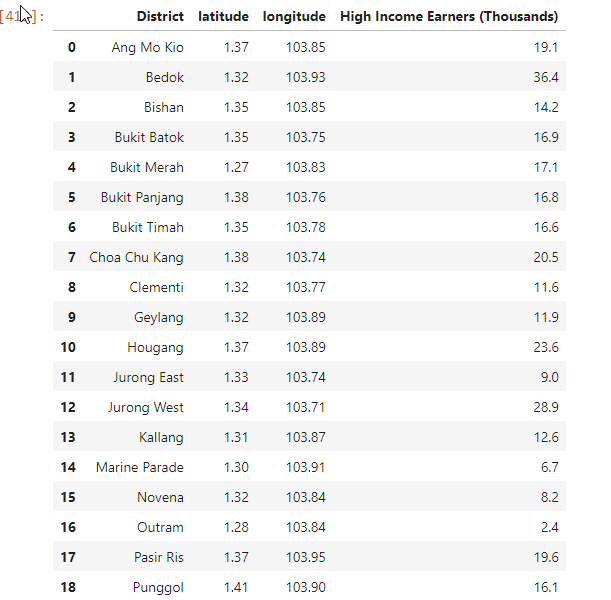 [41]: District latitude longitude High Income Earners (Thousands)
0 Ang Mo Kio 1.37 103.85 19.1
1 Bedok 1.32 103.93 36.4
2 Bishan 1.35 103.85 14.2
3 Bukit Batok 1.35 103.75 16.9
4 Bukit Merah 1.27 103.83 17.1
5 Bukit Panjang 1.38 103.76 16.8
6 Bukit Timah 1.35 103.78 16.6
7 Choa Chu Kang 1.38 103.74 20.5
8 Clementi 1.32 103.77 11.6
9 Geylang 1.32 103.89 11.9
10 Hougang 1.37 103.89 23.6
11 Jurong East 1.33 103.74 9.0
12 Jurong West 1.34 103.71 28.9
13 Kallang 1.31 103.87 12.6
14 Marine Parade 1.30 103.91 6.7
15 Novena 1.32 103.84 8.2
16 Outram 1.28 103.84 2.4
17 Pasir Ris 1.37 103.95 19.6
18 Punggol 1.41 103.90 16.1